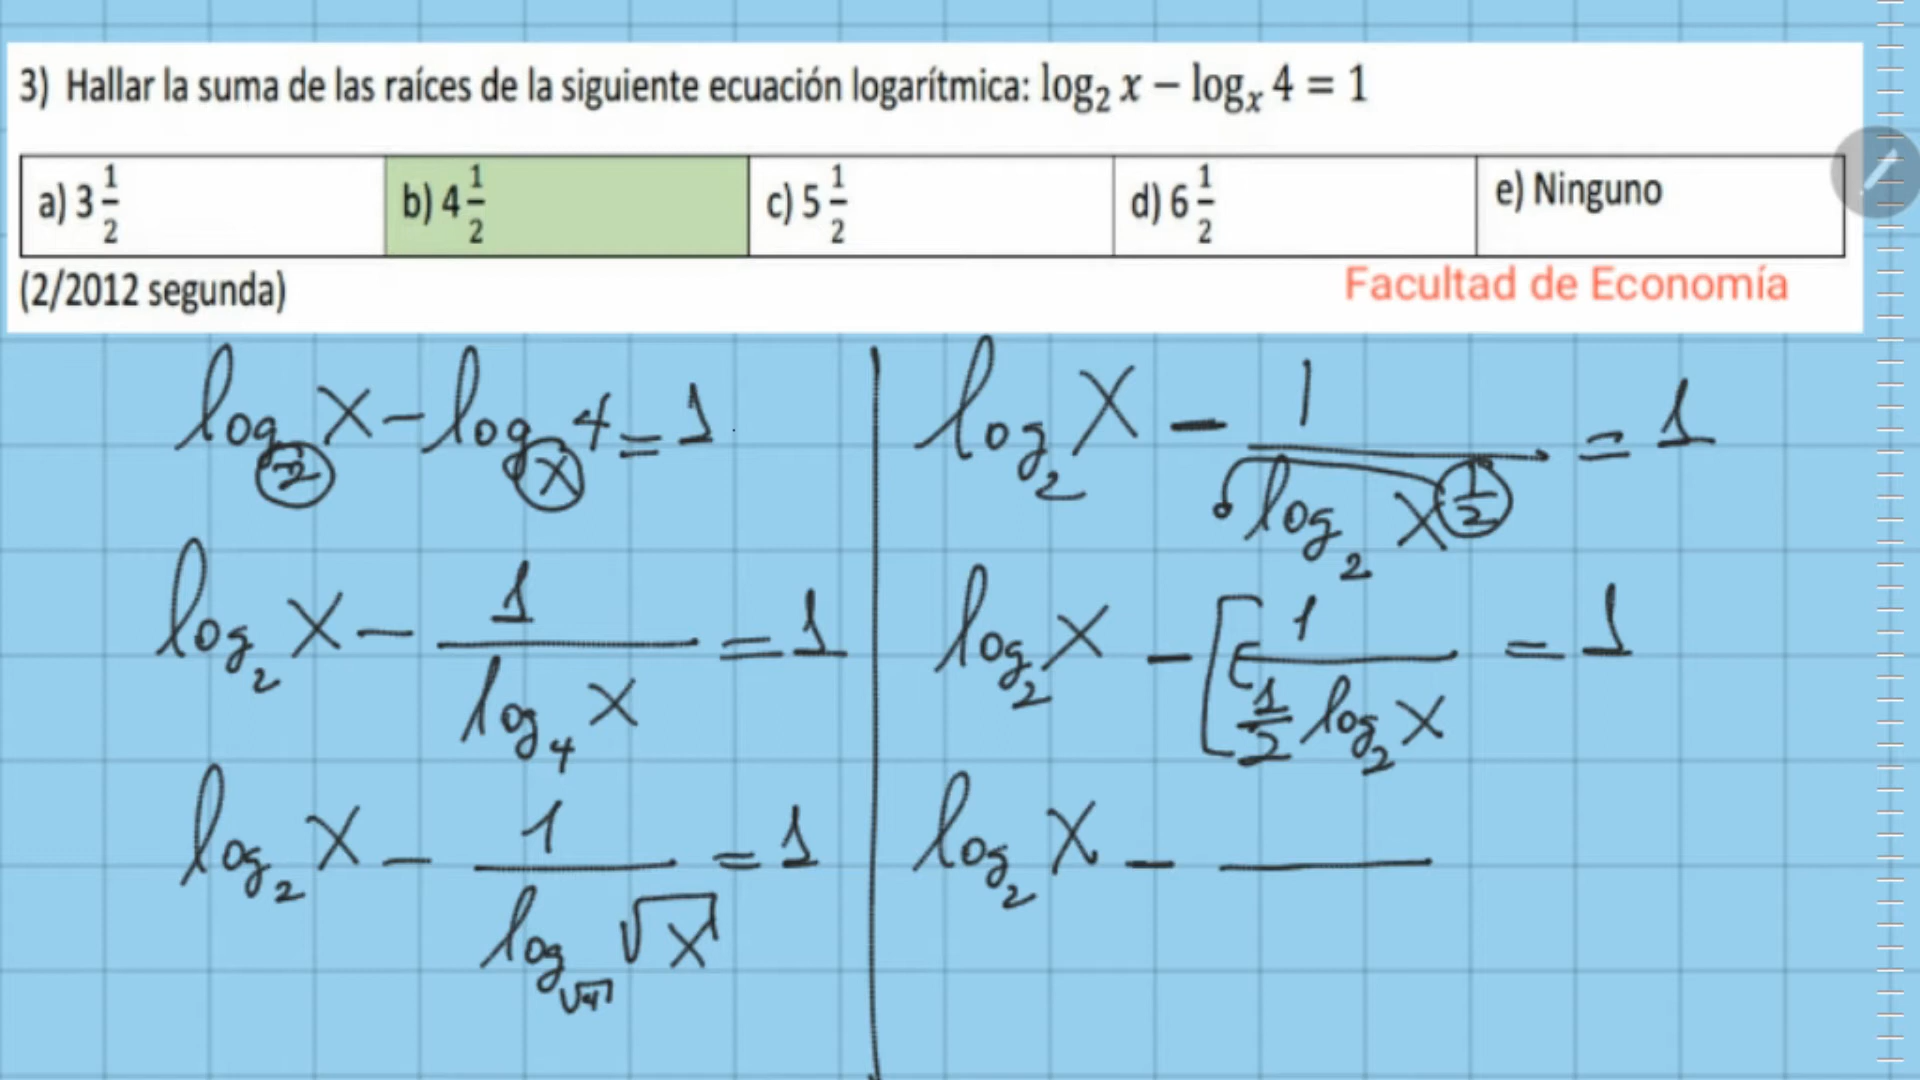 3) Hallar la suma de las raíces de la siguiente ecuación logarítmica: log₂ x − logₓ 4 = 1
a) 3 1/2 b) 4 1/2 c) 5 1/2 d) 6 1/2 e) Ninguno
(2/2012 segunda)
Facultad de Economía
log₂ x − logₓ 4 = 1
log₂ x − 1/(log₄ x) = 1
log₂ x − 1/(log_√4 √x) = 1
log₂ x − 1/(log₂ x^(1/2)) = 1
log₂ x − [1/(1/2 log₂ x) = 1
log₂ x −